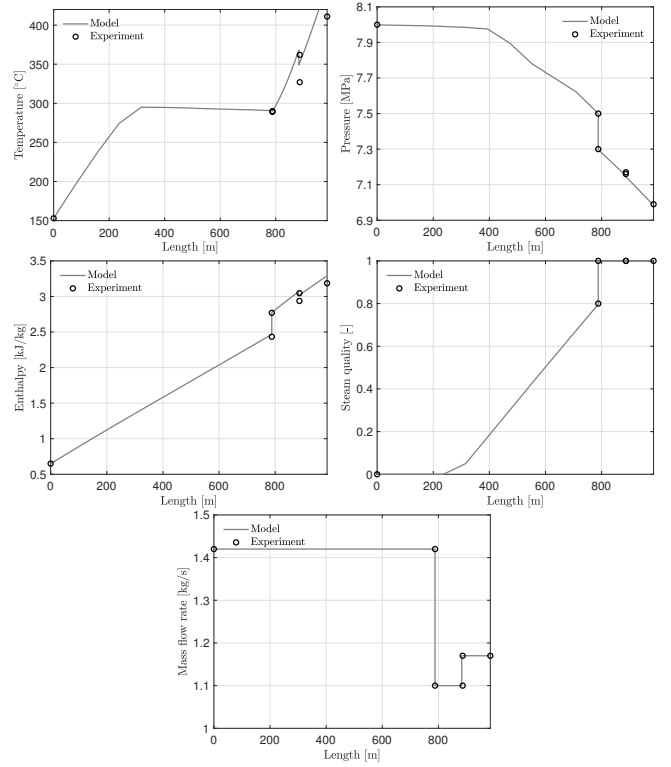 400
350
300
250
200
150
0 200 400 600 800
Temperature [°C]
Length [m]
Model
Experiment
8.1
7.9
7.7
7.5
7.3
7.1
6.9
0 200 400 600 800
Pressure [MPa]
Length [m]
Model
Experiment
3.5
3
2.5
2
1.5
1
0.5
0 200 400 600 800
Enthalpy [kJ/kg]
Length [m]
Model
Experiment
1
0.8
0.6
0.4
0.2
0
0 200 400 600 800
Steam quality [-]
Length [m]
Model
Experiment
1.5
1.4
1.3
1.2
1.1
1
0 200 400 600 800
Mass flow rate [kg/s]
Length [m]
Model
Experiment